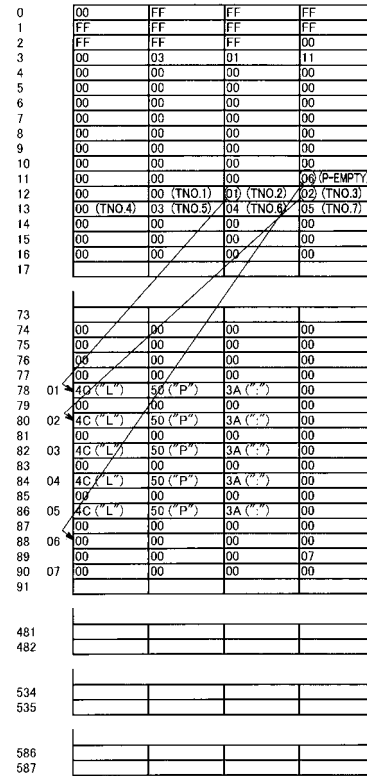 0 00 FF FF FF
1 FF FF FF FF
2 FF FF FF 00
3 00 03 01 11
4 00 00 00 00
5 00 00 00 00
6 00 00 00 00
7 00 00 00 00
8 00 00 00 00
9 00 00 00 00
10 00 00 00 00
11 00 00 00 06 (P-EMPTY)
12 00 00 (TNO.1) 01 (TNO.2) 02 (TNO.3)
13 00 (TNO.4) 03 (TNO.5) 04 (TNO.6) 05 (TNO.7)
14 00 00 00 00
15 00 00 00 00
16 00 00 00 00
17
73
74 00 00 00 00
75 00 00 00 00
76 00 00 00 00
77 00 00 00 00
78 01 4C ("L") 50 ("P") 3A (":") 00
79 00 00 00 00
80 02 4C ("L") 50 ("P") 3A (":") 00
81 00 00 00 00
82 03 4C ("L") 50 ("P") 3A (":") 00
83 00 00 00 00
84 04 4C ("L") 50 ("P") 3A (":") 00
85 00 00 00 00
86 05 4C ("L") 50 ("P") 3A (":") 00
87 00 00 00 00
88 06 00 00 00 00
89 00 00 00 07
90 07 00 00 00 00
91
481
482
534
535
586
587